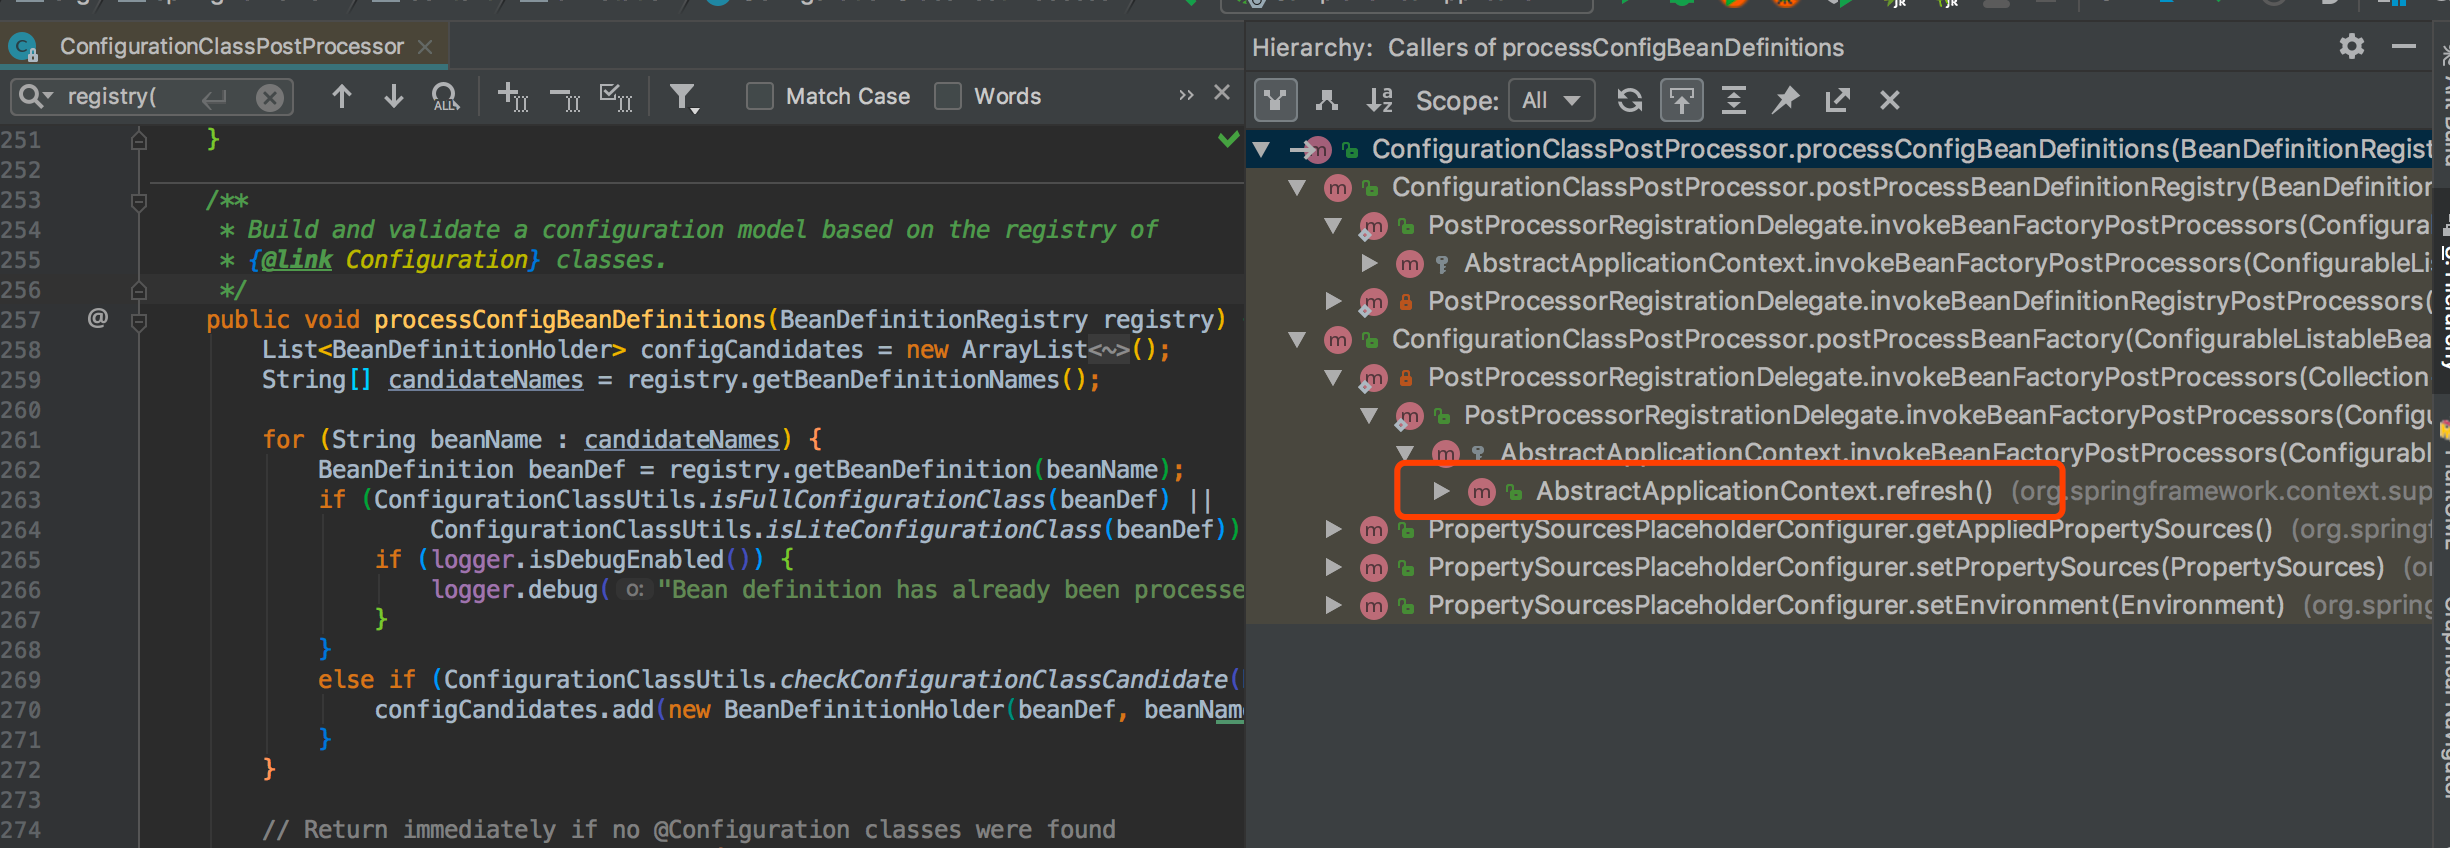 ConfigurationClassPostProcessor
registry(
Match Case
Words
251 }
252
253 /**
254 * Build and validate a configuration model based on the registry of
255 * {@link Configuration} classes.
256 */
257 @ public void processConfigBeanDefinitions(BeanDefinitionRegistry registry)
258 List<BeanDefinitionHolder> configCandidates = new ArrayList<~>();
259 String[] candidateNames = registry.getBeanDefinitionNames();
260
261 for (String beanName : candidateNames) {
262 BeanDefinition beanDef = registry.getBeanDefinition(beanName);
263 if (ConfigurationClassUtils.isFullConfigurationClass(beanDef) ||
264 ConfigurationClassUtils.isLiteConfigurationClass(beanDef))
265 if (logger.isDebugEnabled()) {
266 logger.debug( o: "Bean definition has already been processe
267 }
268 }
269 else if (ConfigurationClassUtils.checkConfigurationClassCandidate(
270 configCandidates.add(new BeanDefinitionHolder(beanDef, beanNam
271 }
272 }
273
274 // Return immediately if no @Configuration classes were found
Hierarchy: Callers of processConfigBeanDefinitions
Scope: All
ConfigurationClassPostProcessor.processConfigBeanDefinitions(BeanDefinitionRegist
ConfigurationClassPostProcessor.postProcessBeanDefinitionRegistry(BeanDefinition
PostProcessorRegistrationDelegate.invokeBeanFactoryPostProcessors(Configura
AbstractApplicationContext.invokeBeanFactoryPostProcessors(ConfigurableLi
PostProcessorRegistrationDelegate.invokeBeanDefinitionRegistryPostProcessors(
ConfigurationClassPostProcessor.postProcessBeanFactory(ConfigurableListableBea
PostProcessorRegistrationDelegate.invokeBeanFactoryPostProcessors(Collection
PostProcessorRegistrationDelegate.invokeBeanFactoryPostProcessors(Config
AbstractApplicationContext.invokeBeanFactoryPostProcessors(Configurabl
AbstractApplicationContext.refresh() (org.springframework.context.sup
PropertySourcesPlaceholderConfigurer.getAppliedPropertySources() (org.springf
PropertySourcesPlaceholderConfigurer.setPropertySources(PropertySources) (or
PropertySourcesPlaceholderConfigurer.setEnvironment(Environment) (org.spring